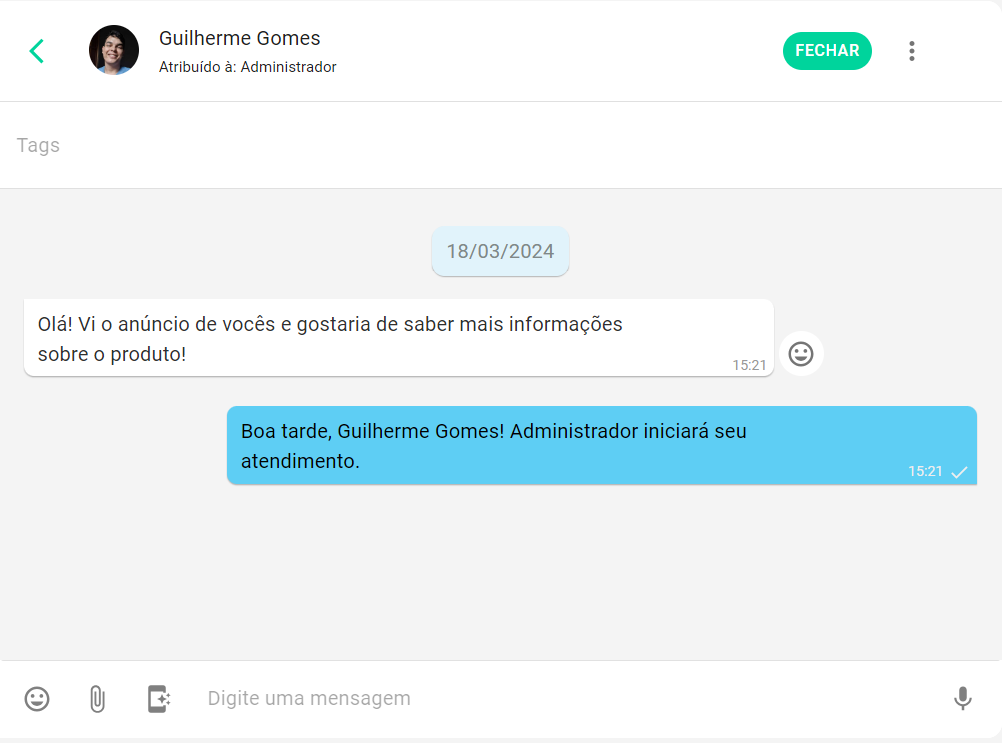 Guilherme Gomes
Atribuído à: Administrador
FECHAR
Tags
18/03/2024
Olá! Vi o anúncio de vocês e gostaria de saber mais informações
sobre o produto!
15:21
Boa tarde, Guilherme Gomes! Administrador iniciará seu
atendimento.
15:21
Digite uma mensagem